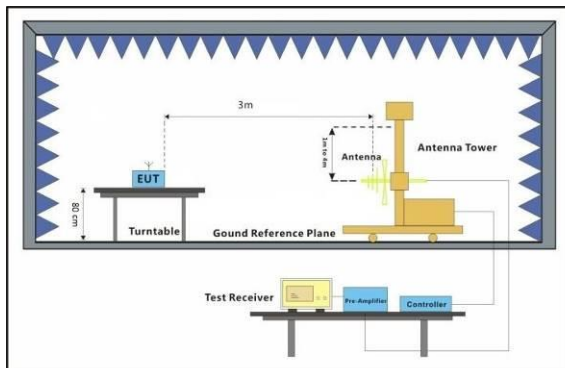 3m
1m to 4m
Antenna
Antenna Tower
EUT
80 cm
Turntable
Gound Reference Plane
Test Receiver
Pre-Amplifier
Controller